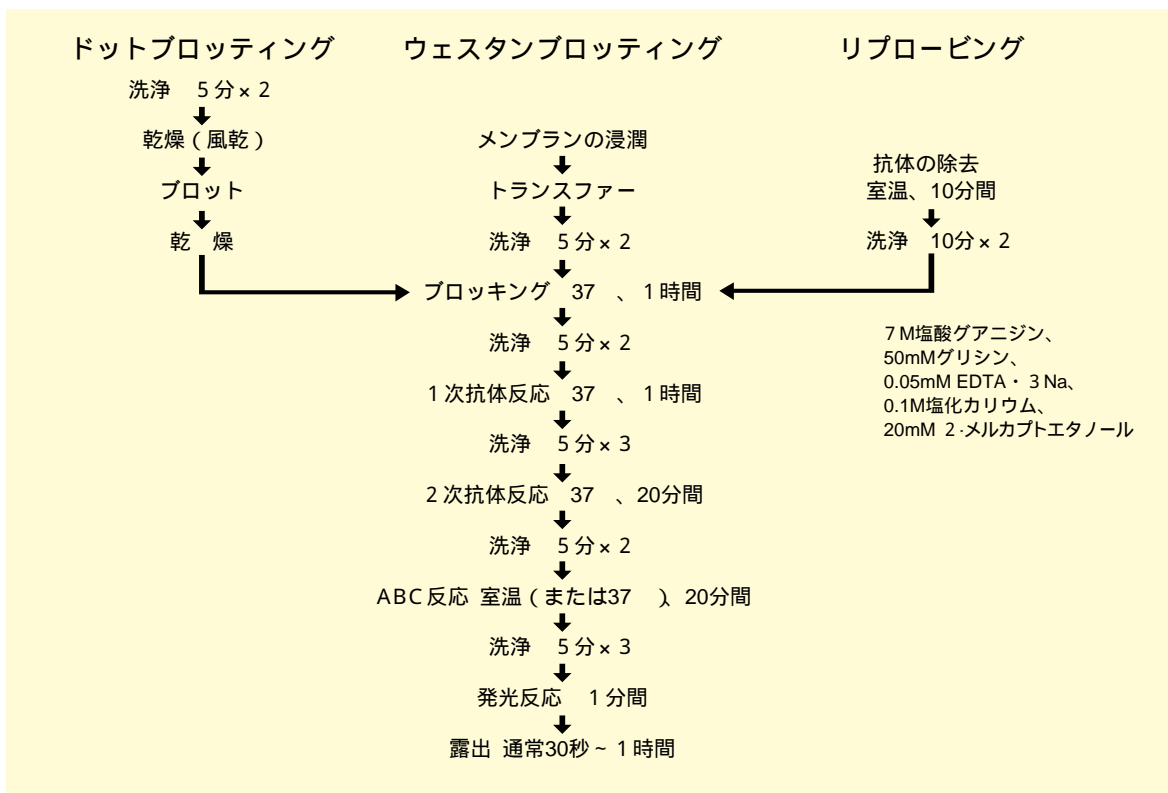 ドットブロッティング
洗浄　5分×2
乾燥（風乾）
ブロット
乾　燥
ウェスタンブロッティング
メンブランの浸潤
トランスファー
洗浄　5分×2
ブロッキング　37　、1時間
洗浄　5分×2
1次抗体反応　37　、1時間
洗浄　5分×3
2次抗体反応　37　、20分間
洗浄　5分×2
ABC反応 室温（または37　）、20分間
洗浄　5分×3
発光反応　1分間
露出 通常30秒~1時間
リプロービング
抗体の除去
室温、10分間
洗浄　10分×2
7M塩酸グアニジン、
50mMグリシン、
0.05mM EDTA・3Na、
0.1M塩化カリウム、
20mM 2-メルカプトエタノール